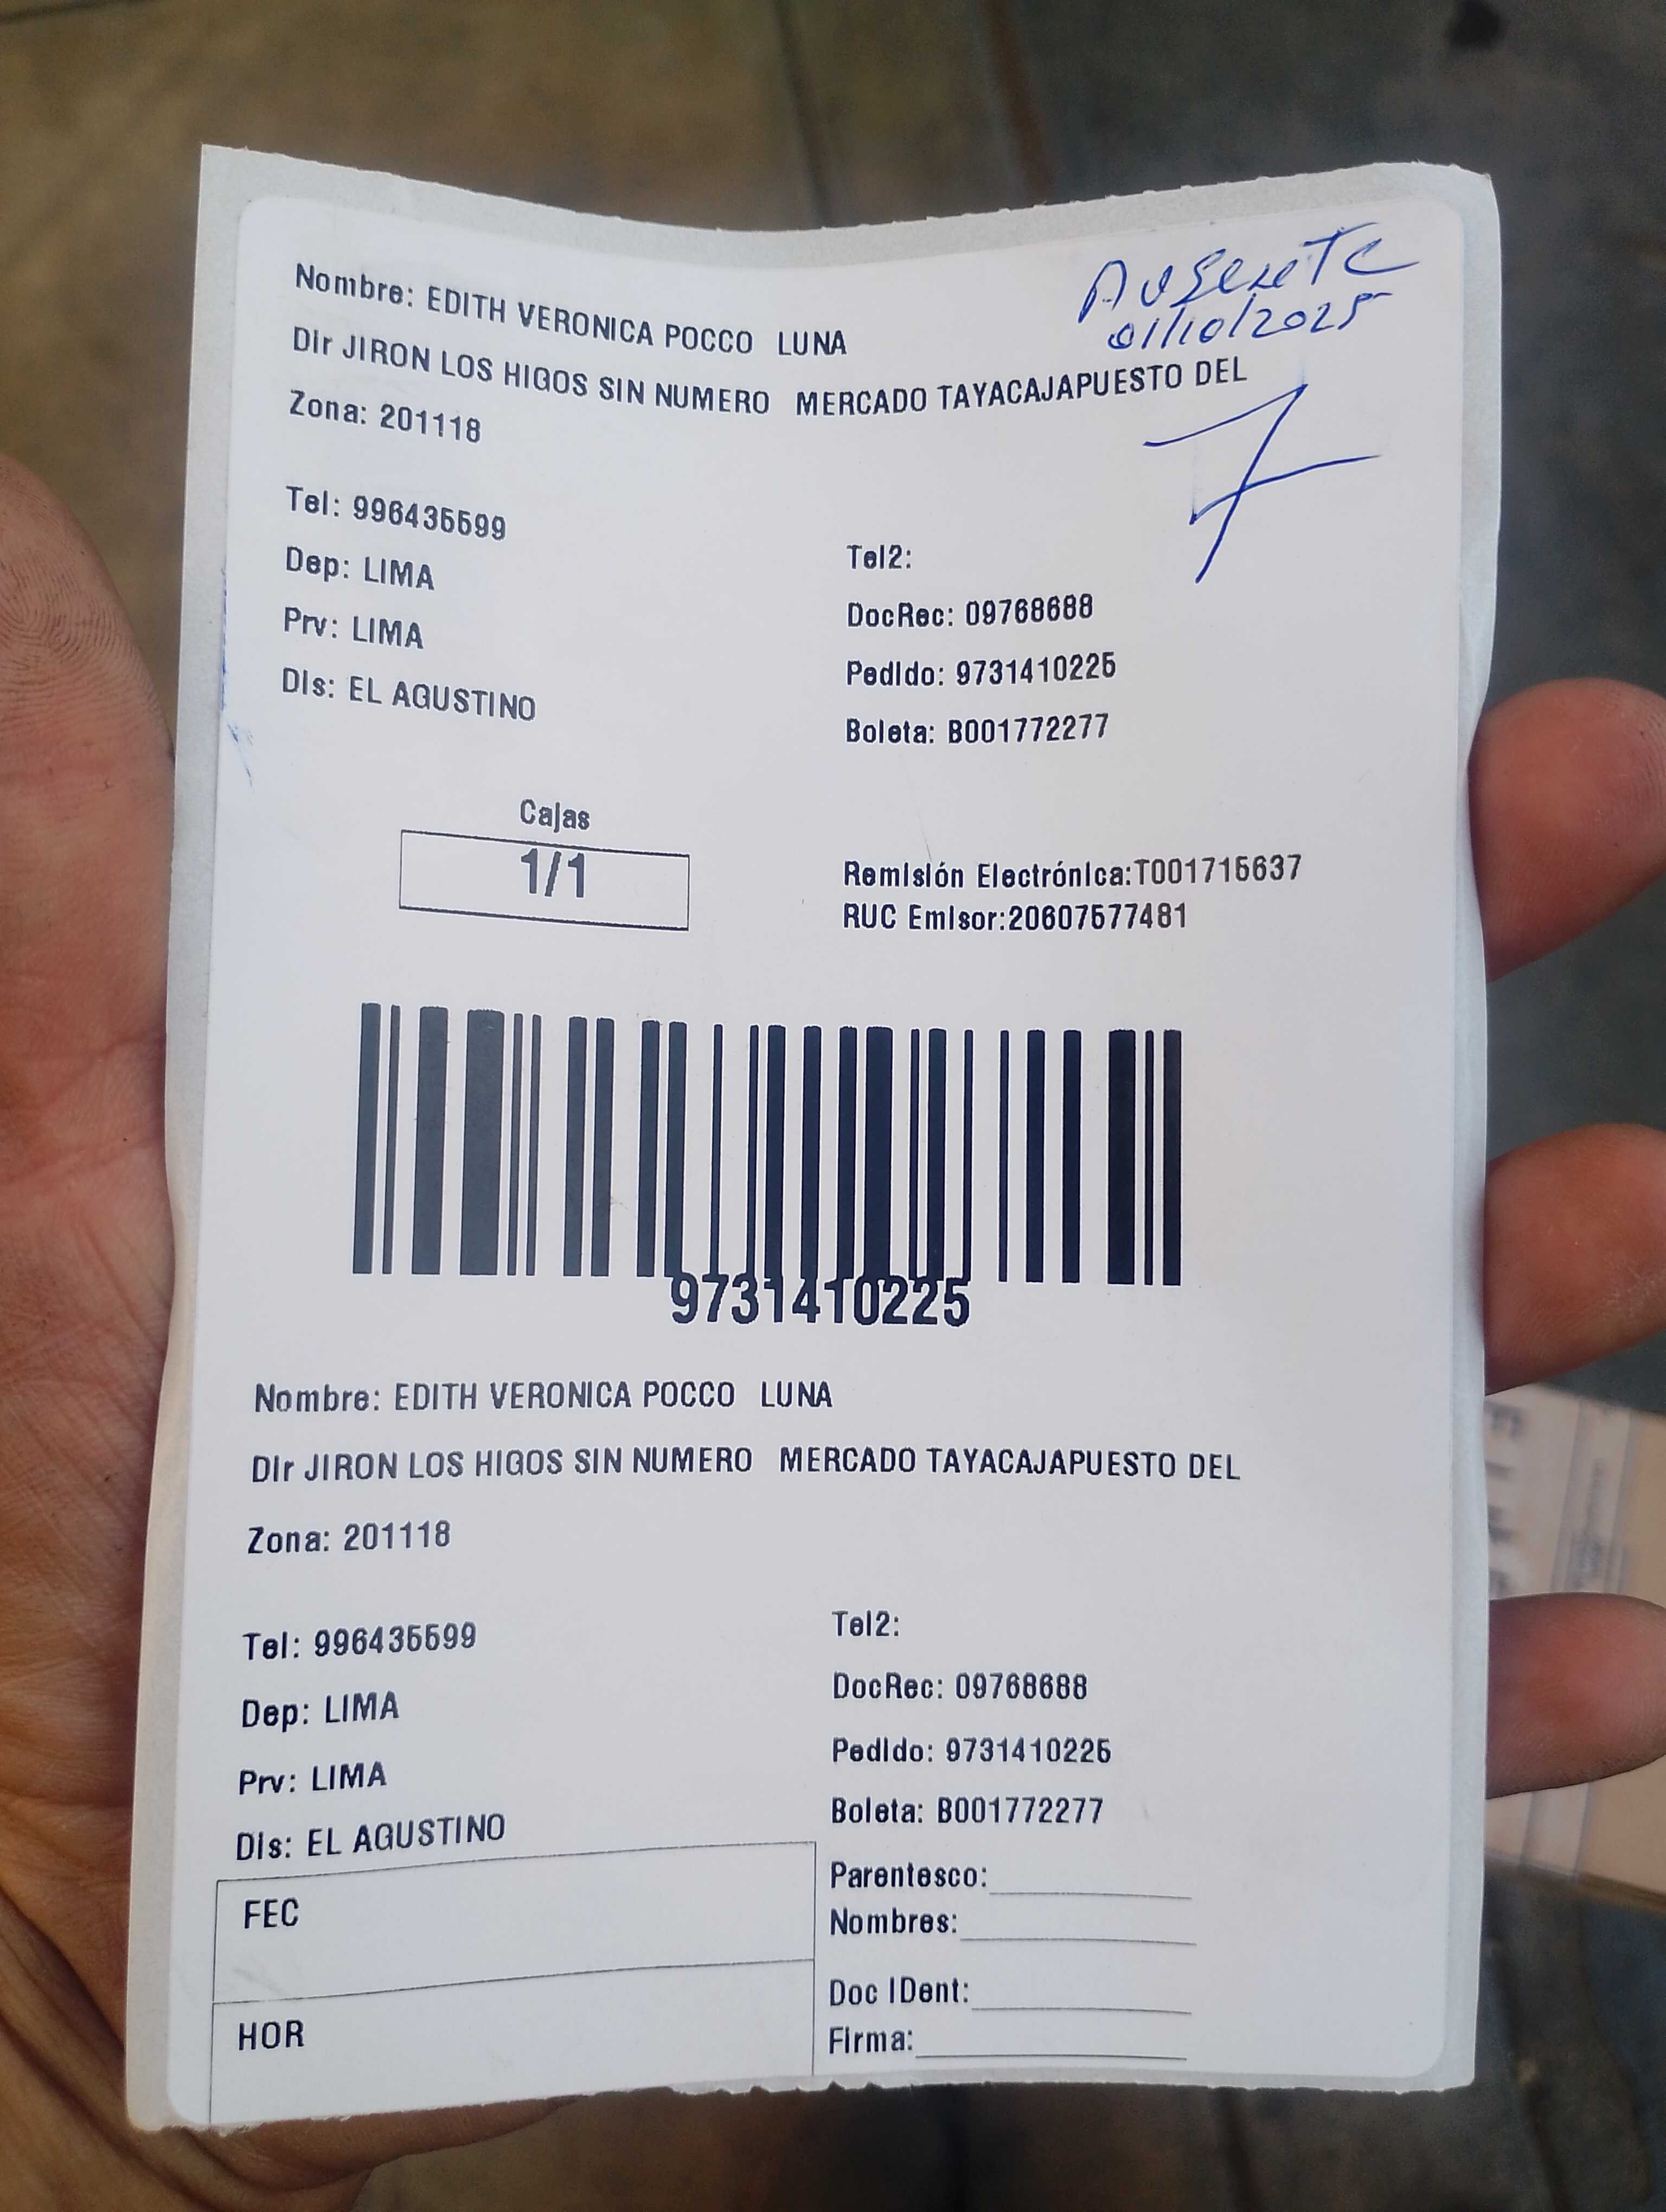 Ausente
01/10/2025
Nombre: EDITH VERONICA POCCO LUNA
Dir JIRON LOS HIGOS SIN NUMERO MERCADO TAYACAJAPUESTO DEL
7
Zona: 201118
Tel: 996435599
Tel2:
Dep: LIMA
DocRec: 09768688
Prv: LIMA
Pedido: 9731410225
Dis: EL AGUSTINO
Boleta: B001772277
Cajas
1/1
Remisión Electrónica:T001715637
RUC Emisor:20607577481
9731410225
Nombre: EDITH VERONICA POCCO LUNA
Dir JIRON LOS HIGOS SIN NUMERO MERCADO TAYACAJAPUESTO DEL
Zona: 201118
Tel: 996435599
Tel2:
Dep: LIMA
DocRec: 09768688
Prv: LIMA
Pedido: 9731410225
Dis: EL AGUSTINO
Boleta: B001772277
FEC
Parentesco:
Nombres:
HOR
Doc IDent:
Firma: